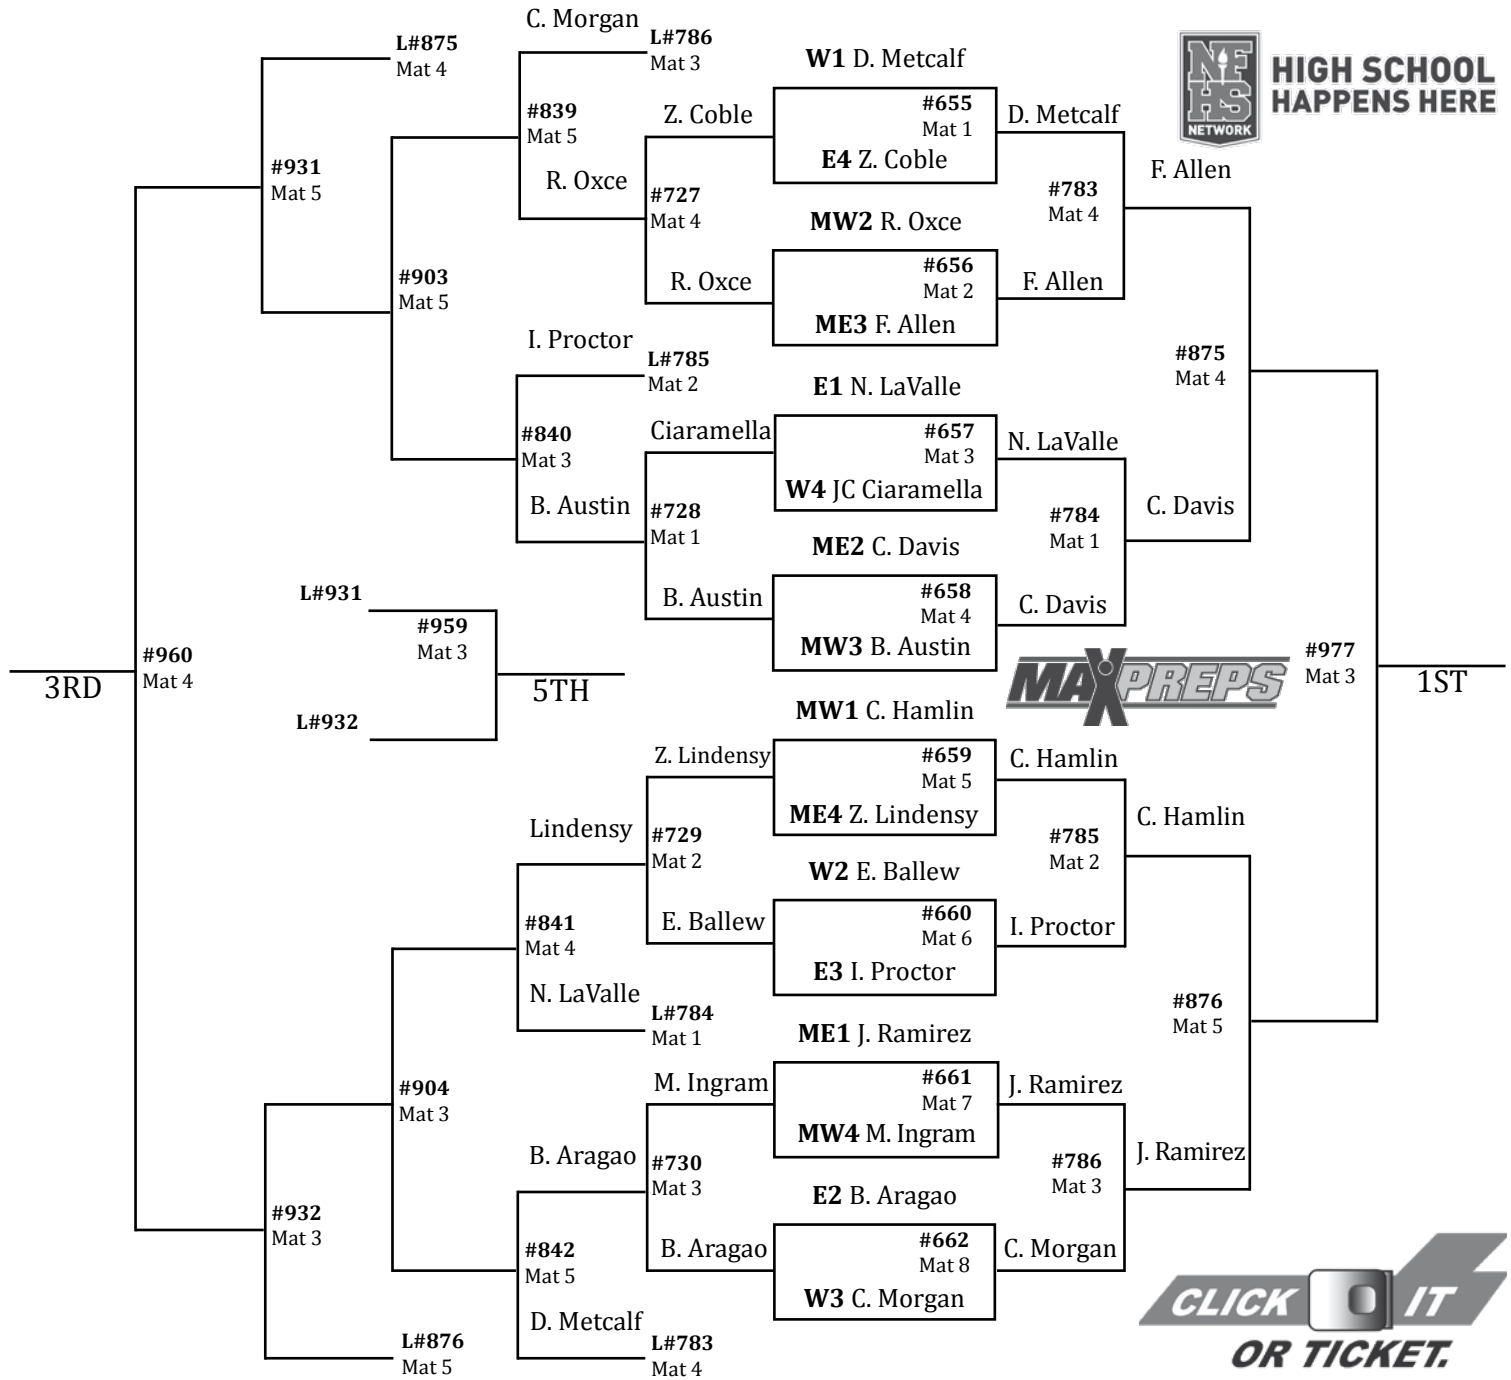 C. Morgan
L#875
Mat 4
L#786
Mat 3
W1 D. Metcalf
NFHS
NETWORK
HIGH SCHOOL
HAPPENS HERE
#839
Mat 5
Z. Coble
#655
Mat 1
D. Metcalf
E4 Z. Coble
#931
Mat 5
R. Oxce
#727
Mat 4
F. Allen
#783
Mat 4
MW2 R. Oxce
#903
Mat 5
R. Oxce
#656
Mat 2
F. Allen
ME3 F. Allen
I. Proctor
L#785
Mat 2
#875
Mat 4
E1 N. LaValle
#840
Mat 3
Ciaramella
#657
Mat 3
N. LaValle
W4 JC Ciaramella
B. Austin
#728
Mat 1
C. Davis
#784
Mat 1
ME2 C. Davis
L#931
#959
Mat 3
B. Austin
#658
Mat 4
C. Davis
MW3 B. Austin
#960
Mat 4
3RD
5TH
L#932
MAXPREPS
#977
Mat 3
1ST
MW1 C. Hamlin
Z. Lindensy
#659
Mat 5
C. Hamlin
ME4 Z. Lindensy
Lindensy
#729
Mat 2
C. Hamlin
#785
Mat 2
W2 E. Ballew
#841
Mat 4
E. Ballew
#660
Mat 6
I. Proctor
E3 I. Proctor
N. LaValle
L#784
Mat 1
#876
Mat 5
ME1 J. Ramirez
#904
Mat 3
M. Ingram
#661
Mat 7
J. Ramirez
MW4 M. Ingram
B. Aragao
#730
Mat 3
J. Ramirez
#786
Mat 3
E2 B. Aragao
#932
Mat 3
#842
Mat 5
B. Aragao
#662
Mat 8
C. Morgan
W3 C. Morgan
D. Metcalf
L#876
Mat 5
L#783
Mat 4
CLICK IT
OR TICKET.